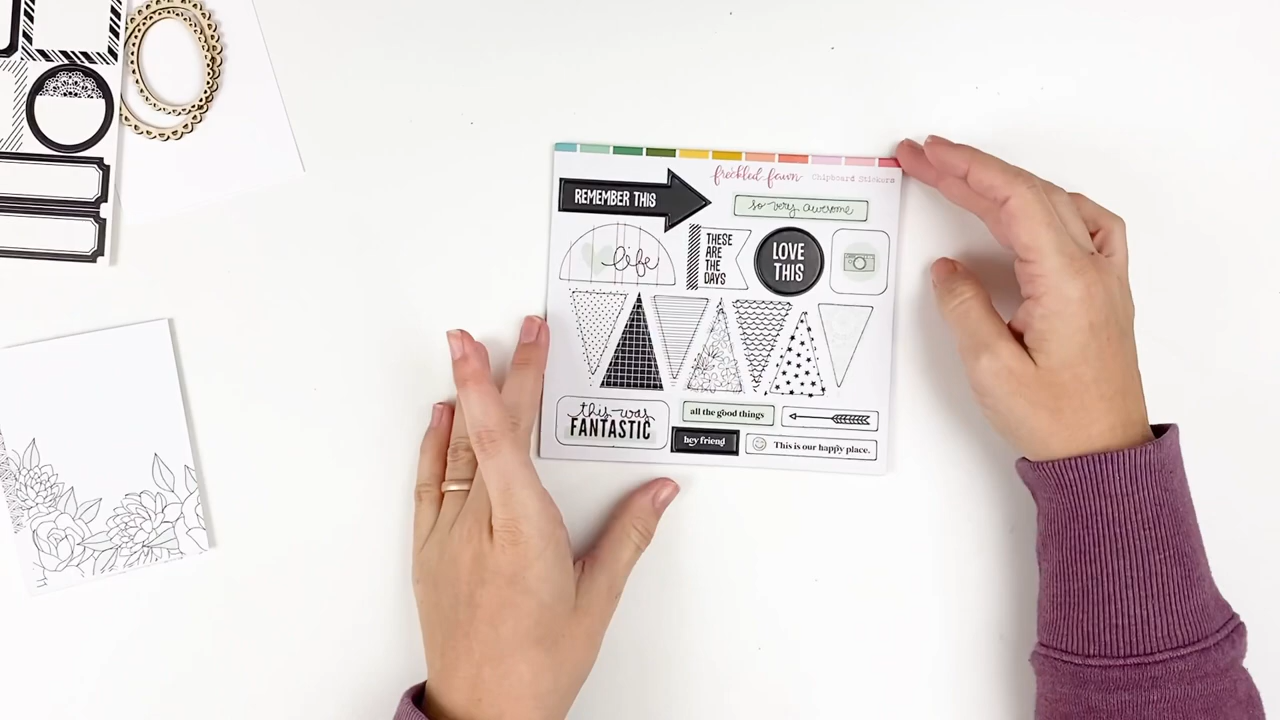 freckled fawn Chipboard Stickers
REMEMBER THIS
so very awesome
life
THESE
ARE
THE
DAYS
LOVE
THIS
this was
FANTASTIC
all the good things
hey friend
This is our happy place.